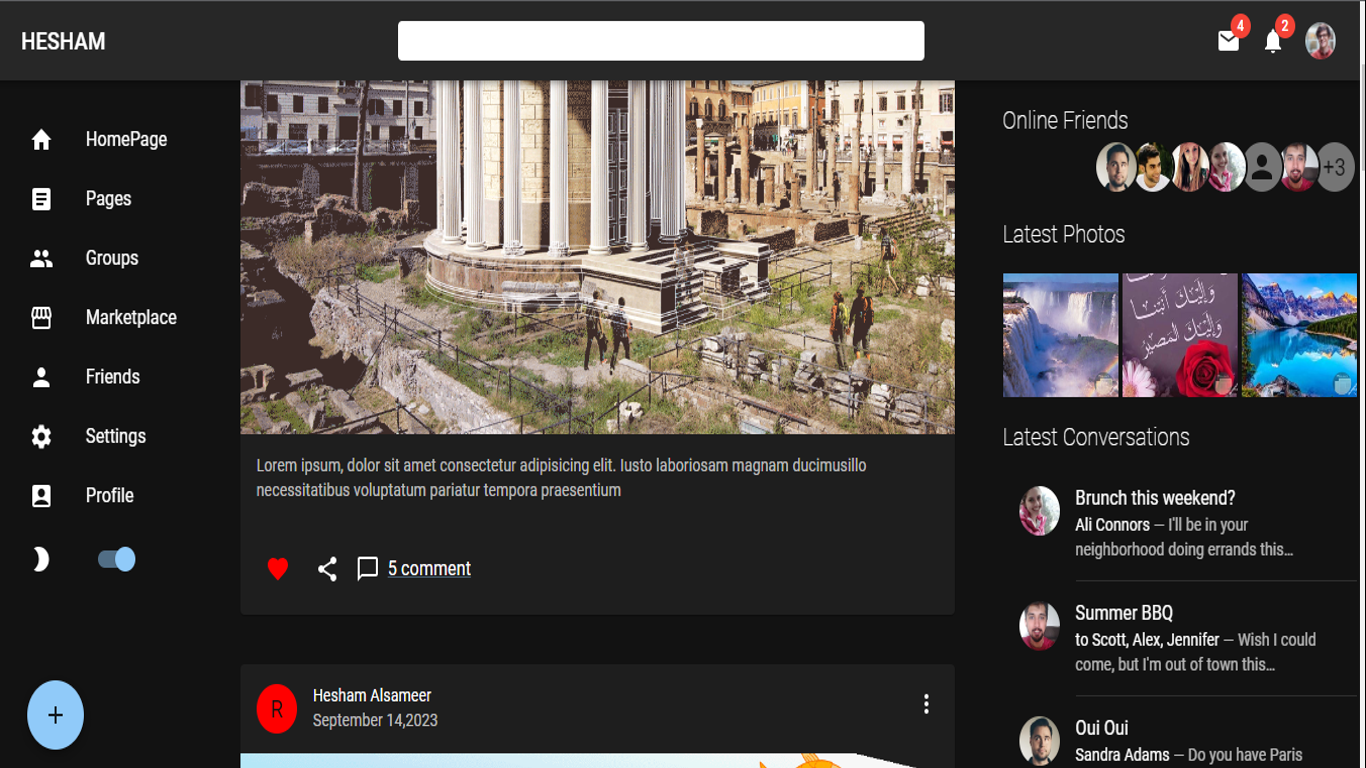 HESHAM
4
2
HomePage
Pages
Groups
Marketplace
Friends
Settings
Profile
+
Lorem ipsum, dolor sit amet consectetur adipisicing elit. Iusto laboriosam magnam ducimusillo
necessitatibus voluptatum pariatur tempora praesentium
5 comment
R
Hesham Alsameer
September 14,2023
Online Friends
+3
Latest Photos
وإليك أنبنا
وإليك المصير
Latest Conversations
Brunch this weekend?
Ali Connors — I'll be in your
neighborhood doing errands this…
Summer BBQ
to Scott, Alex, Jennifer — Wish I could
come, but I'm out of town this…
Oui Oui
Sandra Adams — Do you have Paris